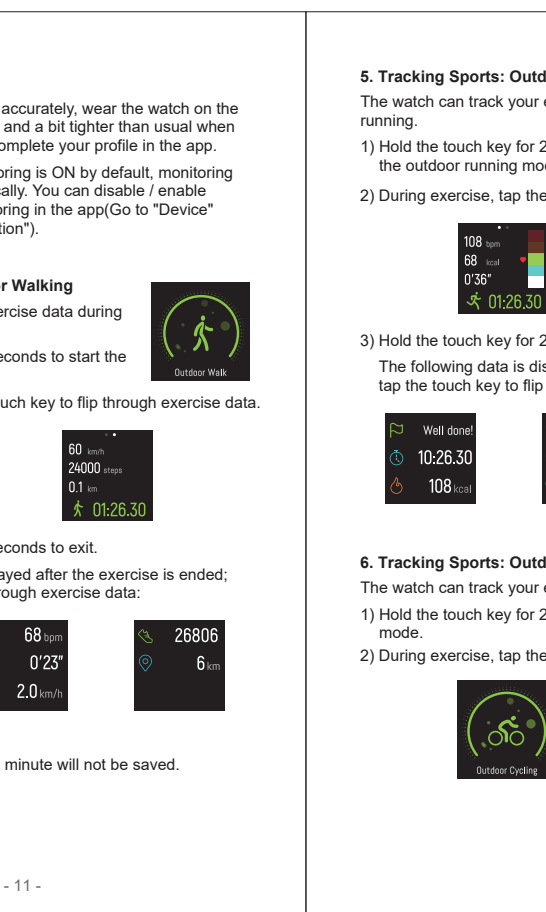 accurately, wear the watch on the
and a bit tighter than usual when
omplete your profile in the app.
oring is ON by default, monitoring
cally. You can disable / enable
oring in the app(Go to "Device"
tion").
or Walking
ercise data during
econds to start the
Outdoor Walk
uch key to flip through exercise data.
60 km/h
24000 steps
0.1 km
01:26.30
econds to exit.
ayed after the exercise is ended;
rough exercise data:
68 bpm
0'23"
2.0 km/h
26806
6 km
minute will not be saved.
- 11 -
5. Tracking Sports: Outd
The watch can track your e
running.
1) Hold the touch key for 2
the outdoor running mo
2) During exercise, tap the
108 bpm
68 kcal
0'36"
01:26.30
3) Hold the touch key for 2
The following data is dis
tap the touch key to flip
Well done!
10:26.30
108 kcal
6. Tracking Sports: Outd
The watch can track your e
1) Hold the touch key for 2
mode.
2) During exercise, tap the
Outdoor Cycling